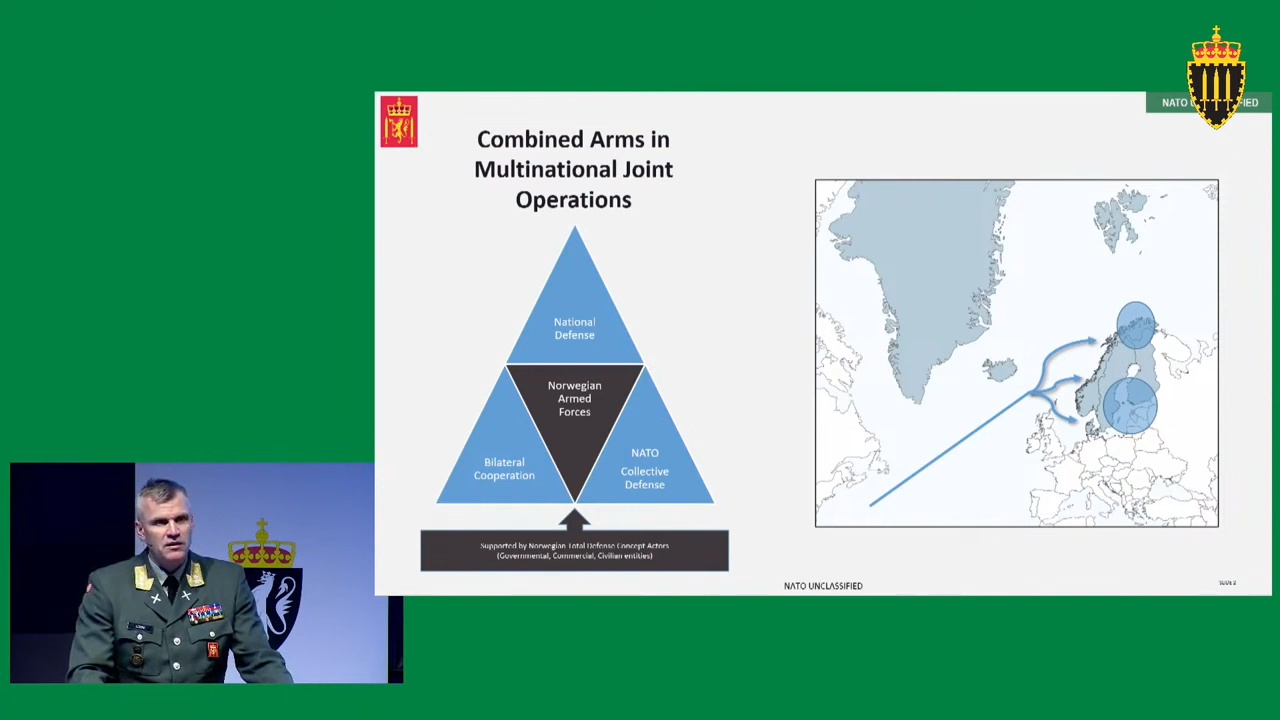 NATO UNCLASSIFIED
Combined Arms in
Multinational Joint
Operations
National
Defense
Norwegian
Armed
Forces
Bilateral
Cooperation
NATO
Collective
Defense
Supported by Norwegian Total Defense Concept Actors
(Governmental, Commercial, Civilian entities)
NATO UNCLASSIFIED